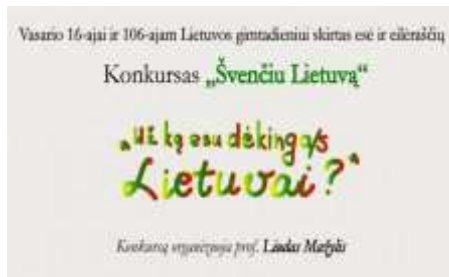 Vasario 16-ajai ir 106-ajam Lietuvos gimtadieniui skirtas esė ir eilėraščių
Konkursas „Švenčiu Lietuvą“
„Už ką esu dėkinga/s
Lietuvai?“
Konkursą organizuoja prof. Liudas Mažylis